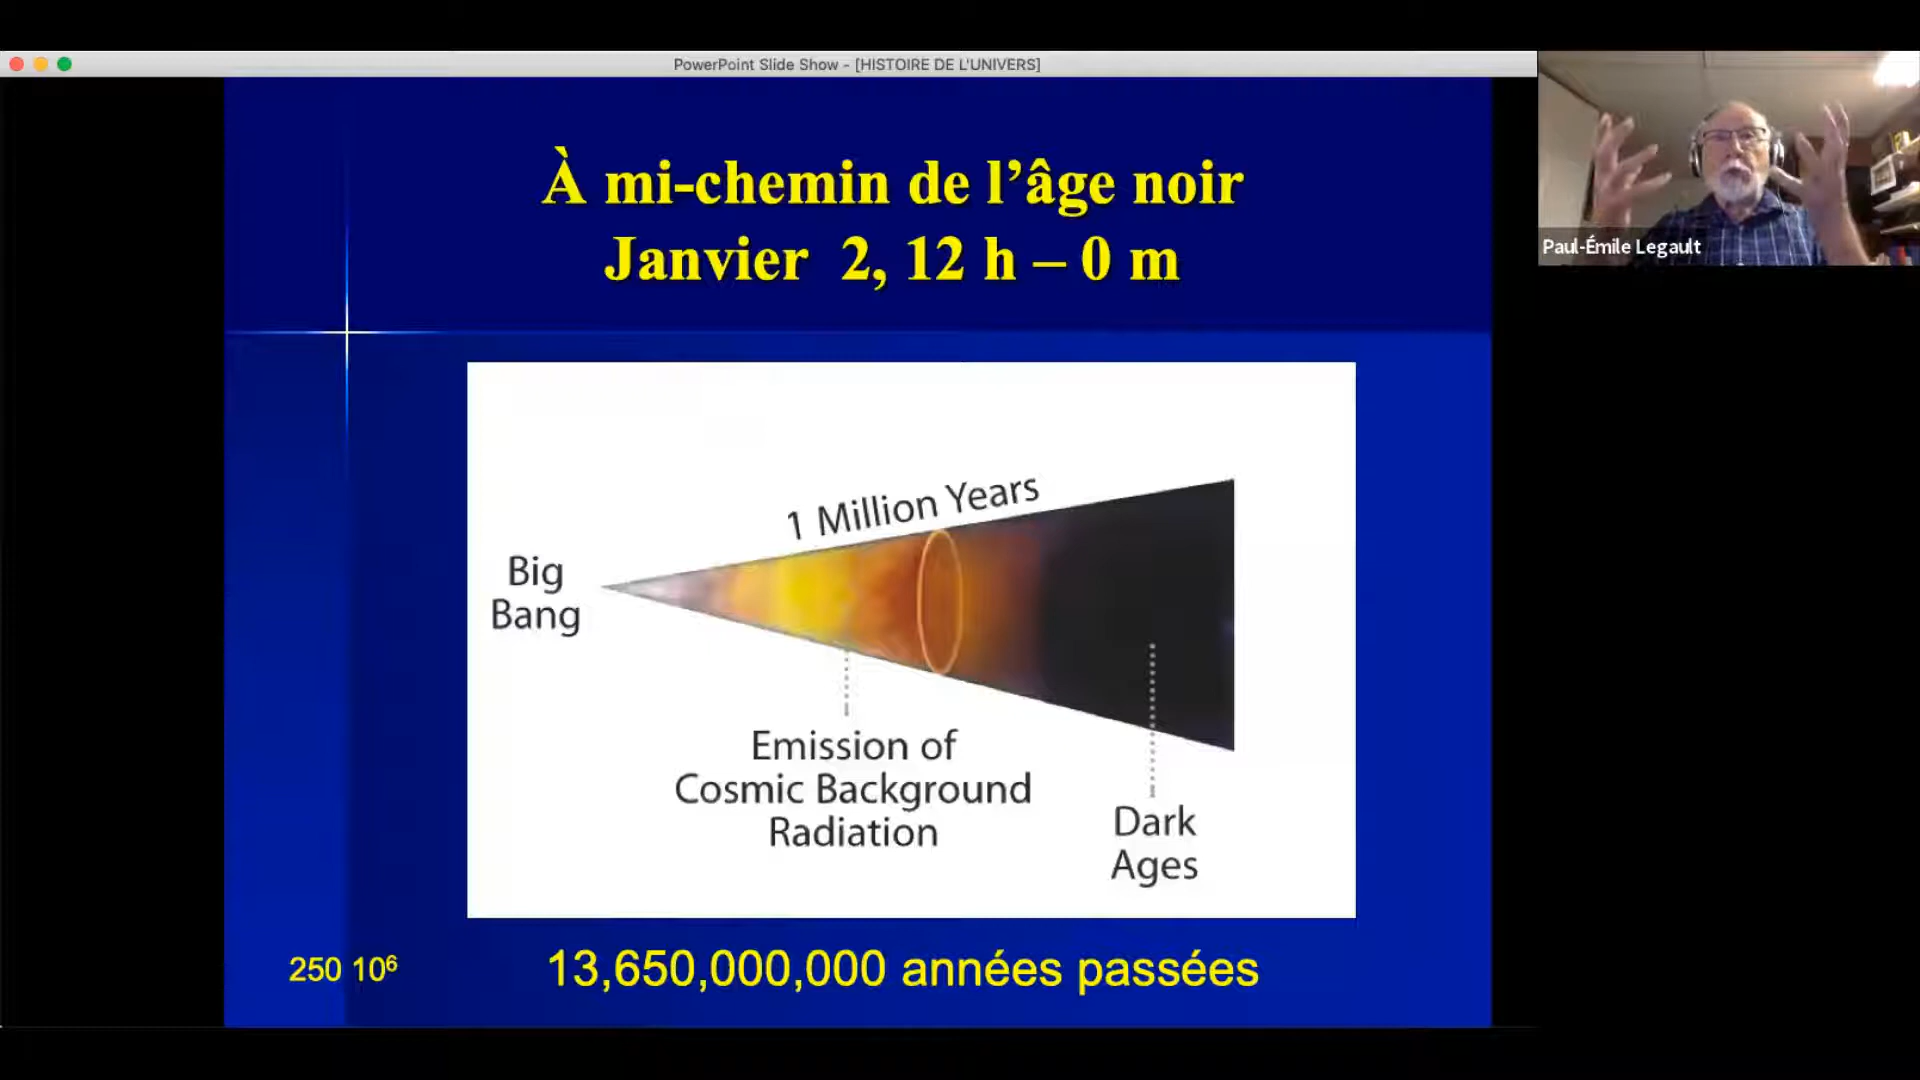 PowerPoint Slide Show - [HISTOIRE DE L'UNIVERS]
À mi-chemin de l’âge noir
Janvier 2, 12 h – 0 m
Paul-Émile Legault
1 Million Years
Big
Bang
Emission of
Cosmic Background
Radiation
Dark
Ages
250 10⁶
13,650,000,000 années passées